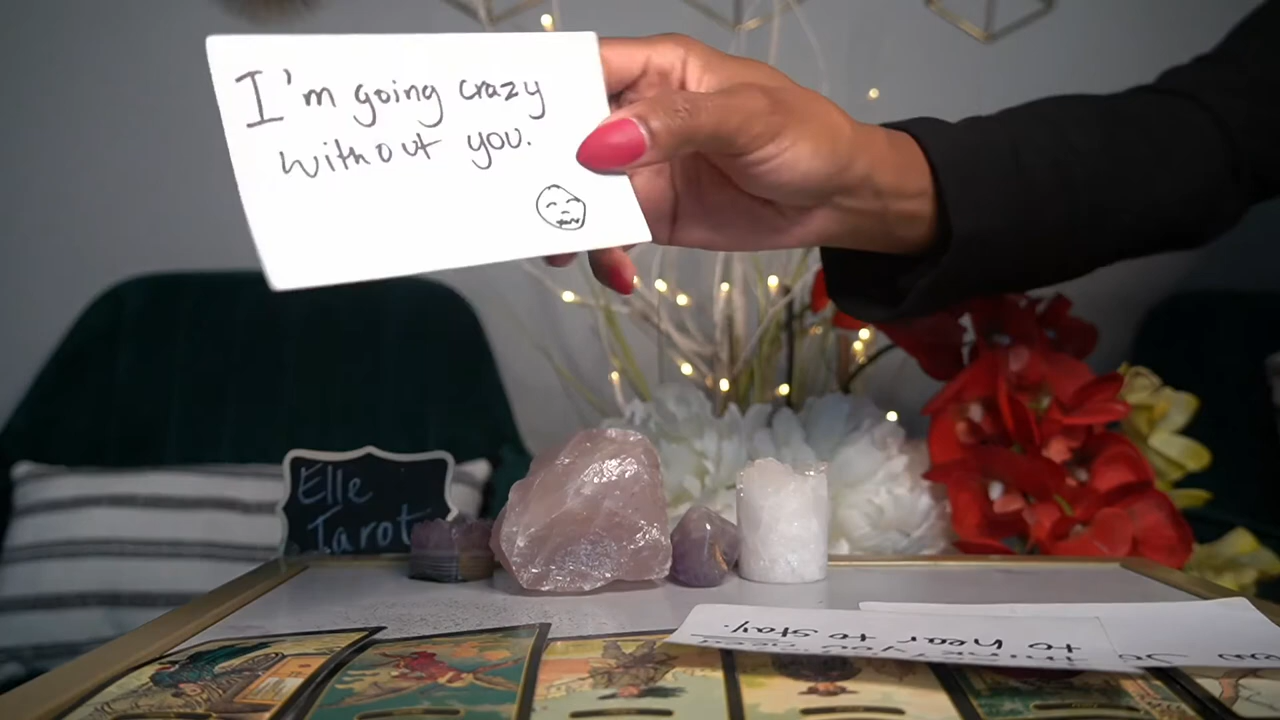 I'm going crazy
without you.
Elle
Tarot
to hear to stay.